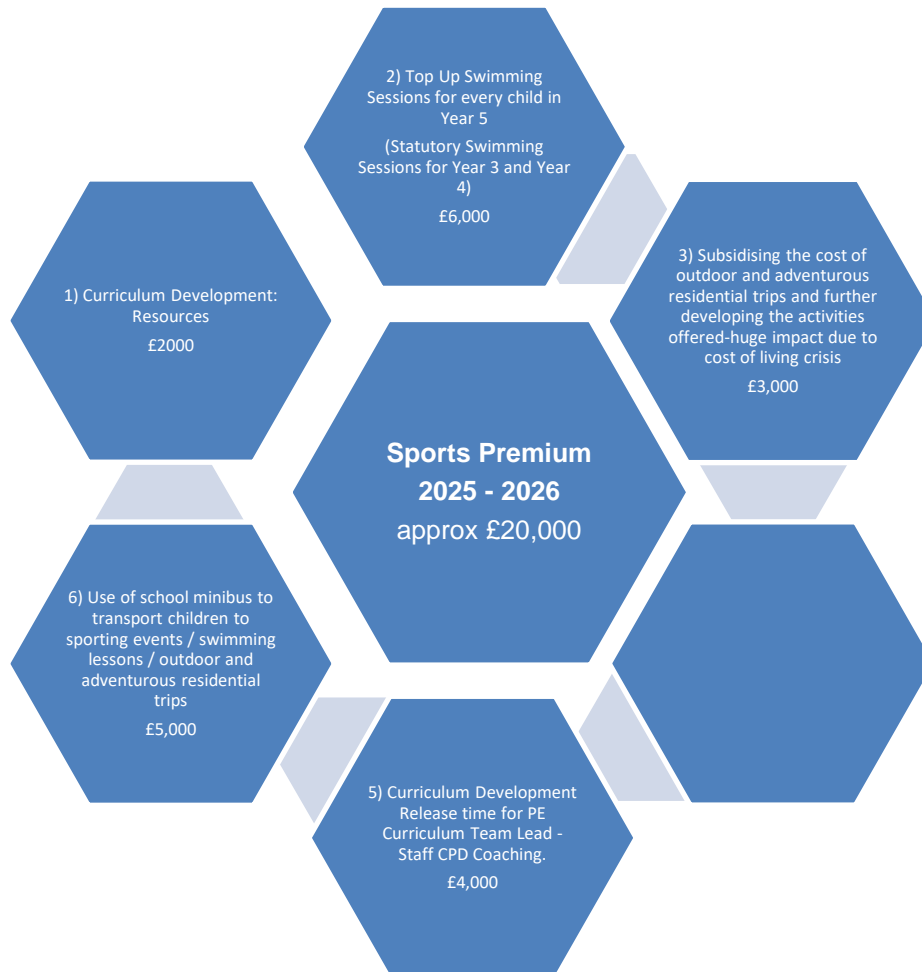 2) Top Up Swimming
Sessions for every child in
Year 5
(Statutory Swimming
Sessions for Year 3 and Year
4)
£6,000
1) Curriculum Development:
Resources
£2000
3) Subsidising the cost of
outdoor and adventurous
residential trips and further
developing the activities
offered-huge impact due to
cost of living crisis
£3,000
Sports Premium
2025 - 2026
approx £20,000
6) Use of school minibus to
transport children to
sporting events / swimming
lessons / outdoor and
adventurous residential
trips
£5,000
5) Curriculum Development
Release time for PE
Curriculum Team Lead -
Staff CPD Coaching.
£4,000